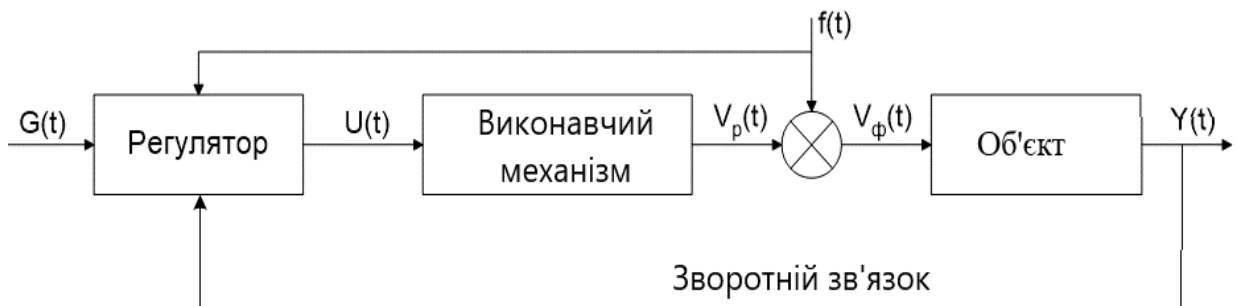 f(t)
G(t)
Регулятор
U(t)
Виконавчий
механізм
Vр(t)
Vф(t)
Об'єкт
Y(t)
Зворотній зв'язок